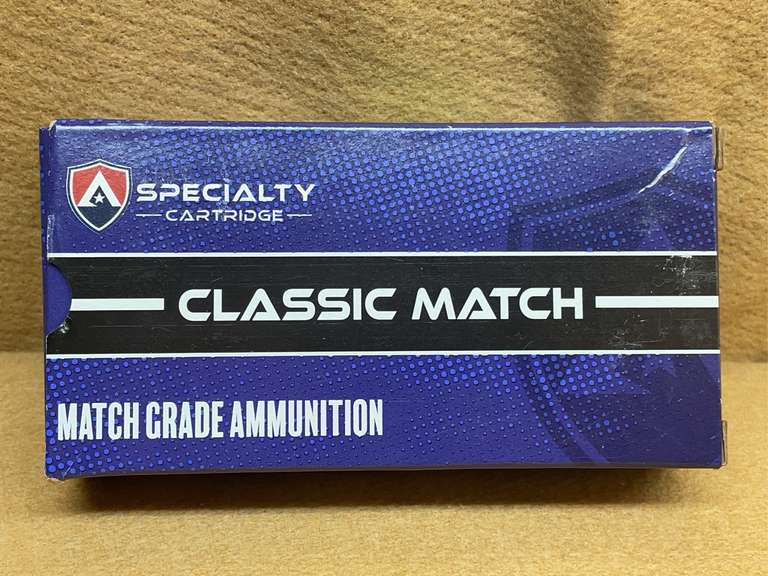 SPECIALTY
CARTRIDGE
CLASSIC MATCH
MATCH GRADE AMMUNITION